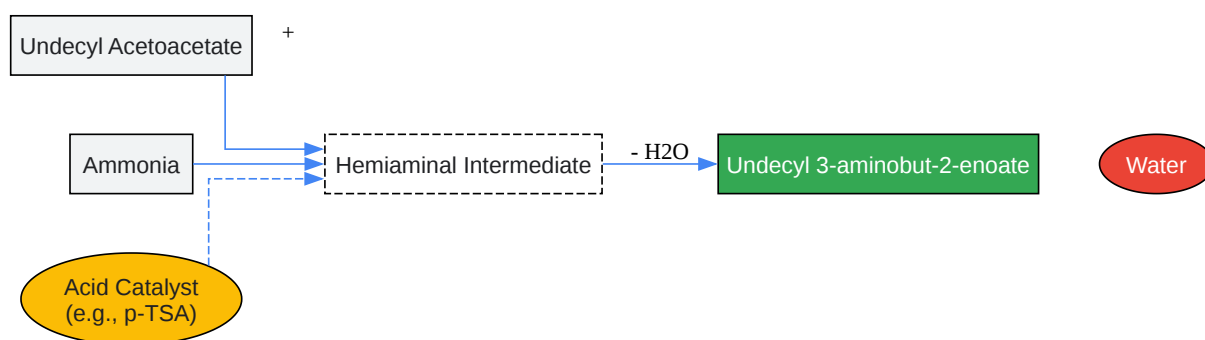 Undecyl Acetoacetate
+
Ammonia
Hemiaminal Intermediate
- H2O
Undecyl 3-aminobut-2-enoate
Water
Acid Catalyst
(e.g., p-TSA)